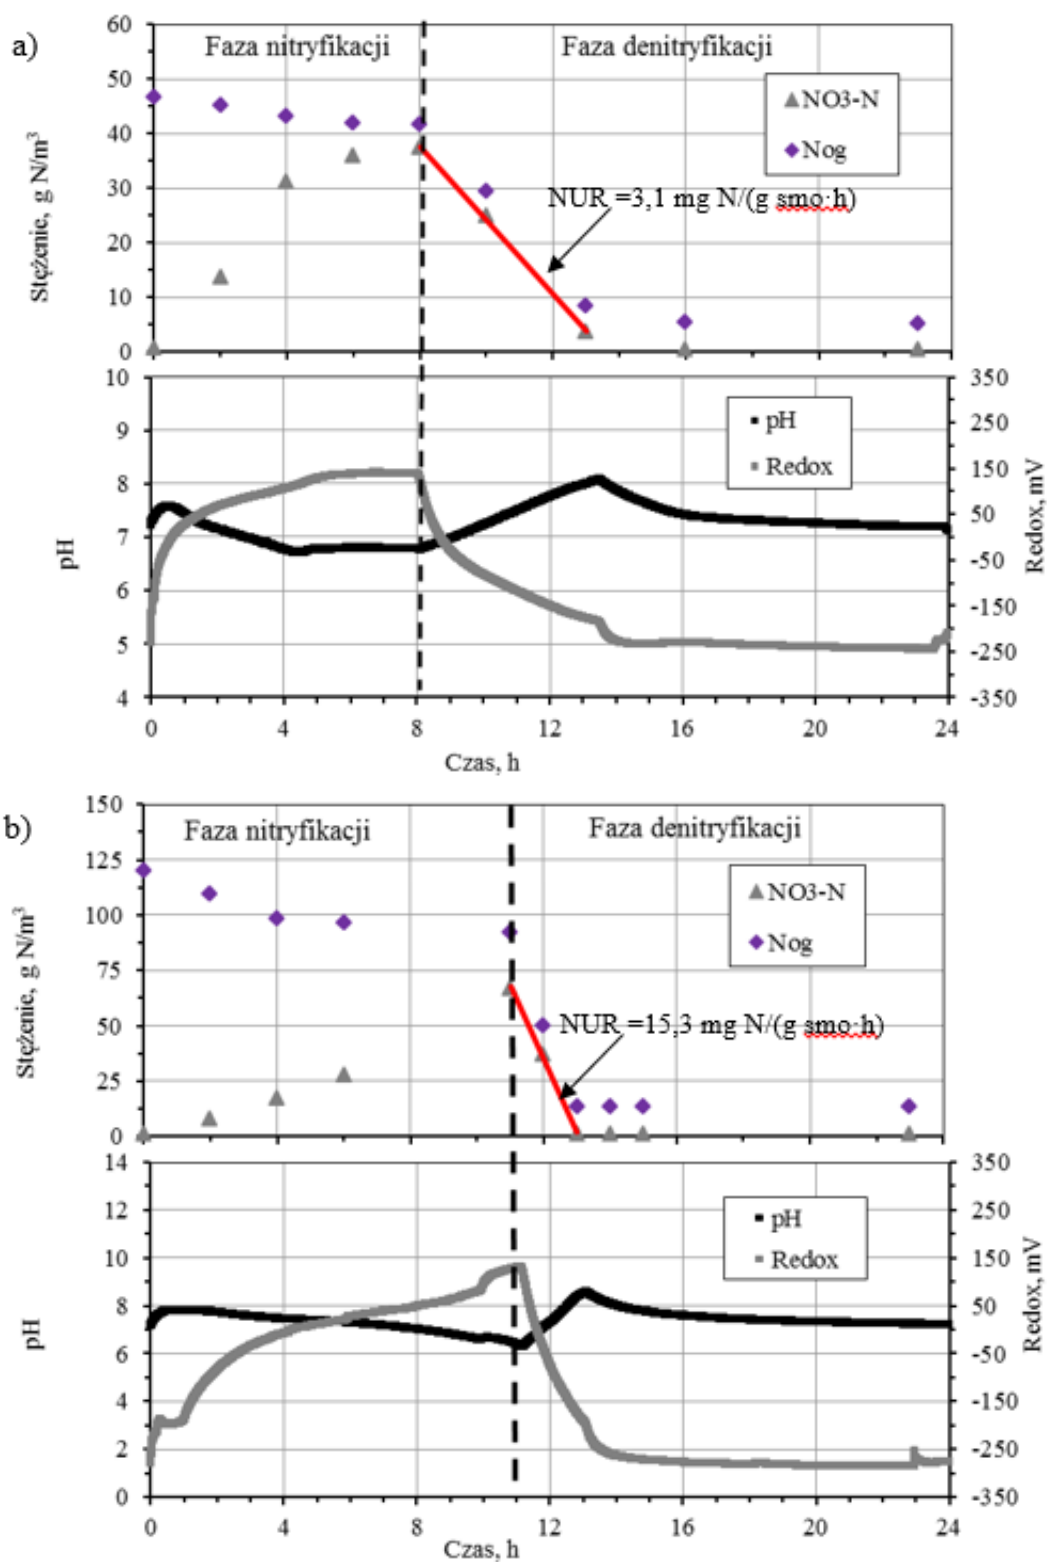 a)
Faza nitryfikacji
Faza denitryfikacji
60
50
40
30
20
10
0
Stężenie, g N/m³
NO3-N
Nog
NUR =3,1 mg N/(g smo·h)
10
9
8
7
6
5
4
pH
350
250
150
50
-50
-150
-250
-350
Redox, mV
pH
Redox
0 4 8 12 16 20 24
Czas, h
b)
Faza nitryfikacji
Faza denitryfikacji
150
125
100
75
50
25
0
Stężenie, g N/m³
NO3-N
Nog
NUR =15,3 mg N/(g smo·h)
14
12
10
8
6
4
2
0
pH
350
250
150
50
-50
-150
-250
-350
Redox, mV
pH
Redox
0 4 8 12 16 20 24
Czas, h